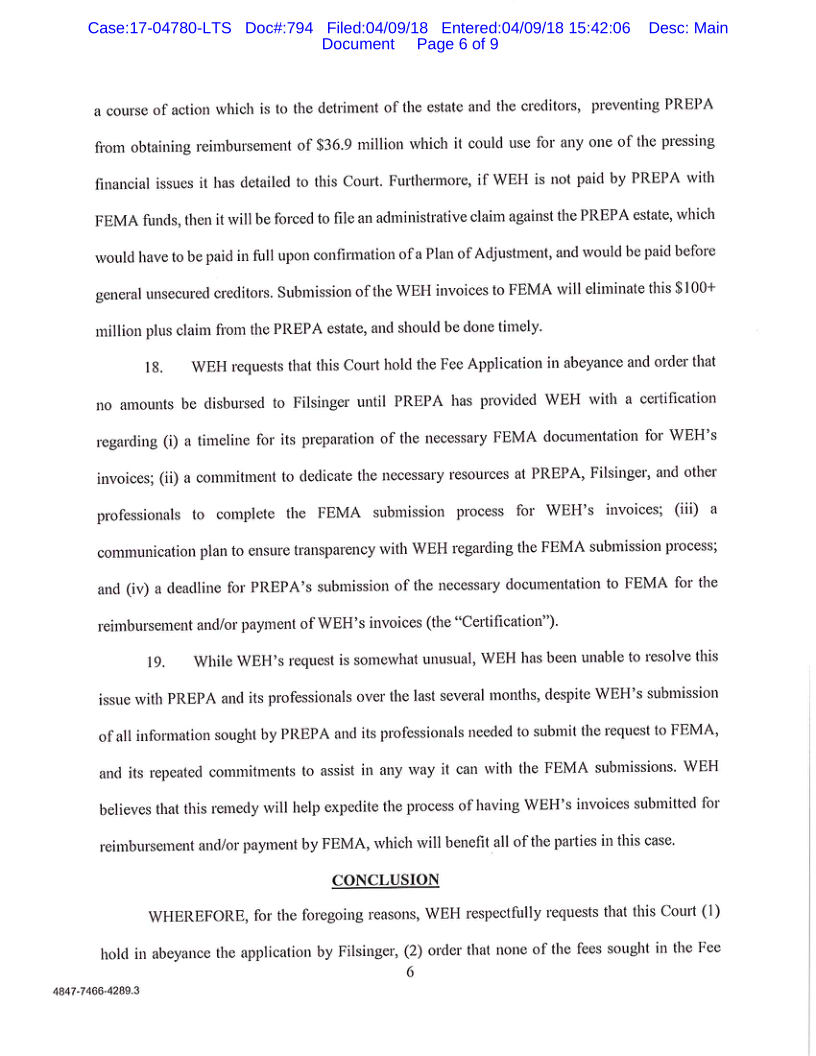 Case:17-04780-LTS Doc#:794 Filed:04/09/18 Entered:04/09/18 15:42:06 Desc: Main
Document Page 6 of 9
a course of action which is to the detriment of the estate and the creditors, preventing PREPA
from obtaining reimbursement of $36.9 million which it could use for any one of the pressing
financial issues it has detailed to this Court. Furthermore, if WEH is not paid by PREPA with
FEMA funds, then it will be forced to file an administrative claim against the PREPA estate, which
would have to be paid in full upon confirmation of a Plan of Adjustment, and would be paid before
general unsecured creditors. Submission of the WEH invoices to FEMA will eliminate this $100+
million plus claim from the PREPA estate, and should be done timely.
18. WEH requests that this Court hold the Fee Application in abeyance and order that
no amounts be disbursed to Filsinger until PREPA has provided WEH with a certification
regarding (i) a timeline for its preparation of the necessary FEMA documentation for WEH's
invoices; (ii) a commitment to dedicate the necessary resources at PREPA, Filsinger, and other
professionals to complete the FEMA submission process for WEH's invoices; (iii) a
communication plan to ensure transparency with WEH regarding the FEMA submission process;
and (iv) a deadline for PREPA's submission of the necessary documentation to FEMA for the
reimbursement and/or payment of WEH's invoices (the "Certification").
19. While WEH's request is somewhat unusual, WEH has been unable to resolve this
issue with PREPA and its professionals over the last several months, despite WEH's submission
of all information sought by PREPA and its professionals needed to submit the request to FEMA,
and its repeated commitments to assist in any way it can with the FEMA submissions. WEH
believes that this remedy will help expedite the process of having WEH's invoices submitted for
reimbursement and/or payment by FEMA, which will benefit all of the parties in this case.
CONCLUSION
WHEREFORE, for the foregoing reasons, WEH respectfully requests that this Court (1)
hold in abeyance the application by Filsinger, (2) order that none of the fees sought in the Fee
6
4847-7466-4289.3